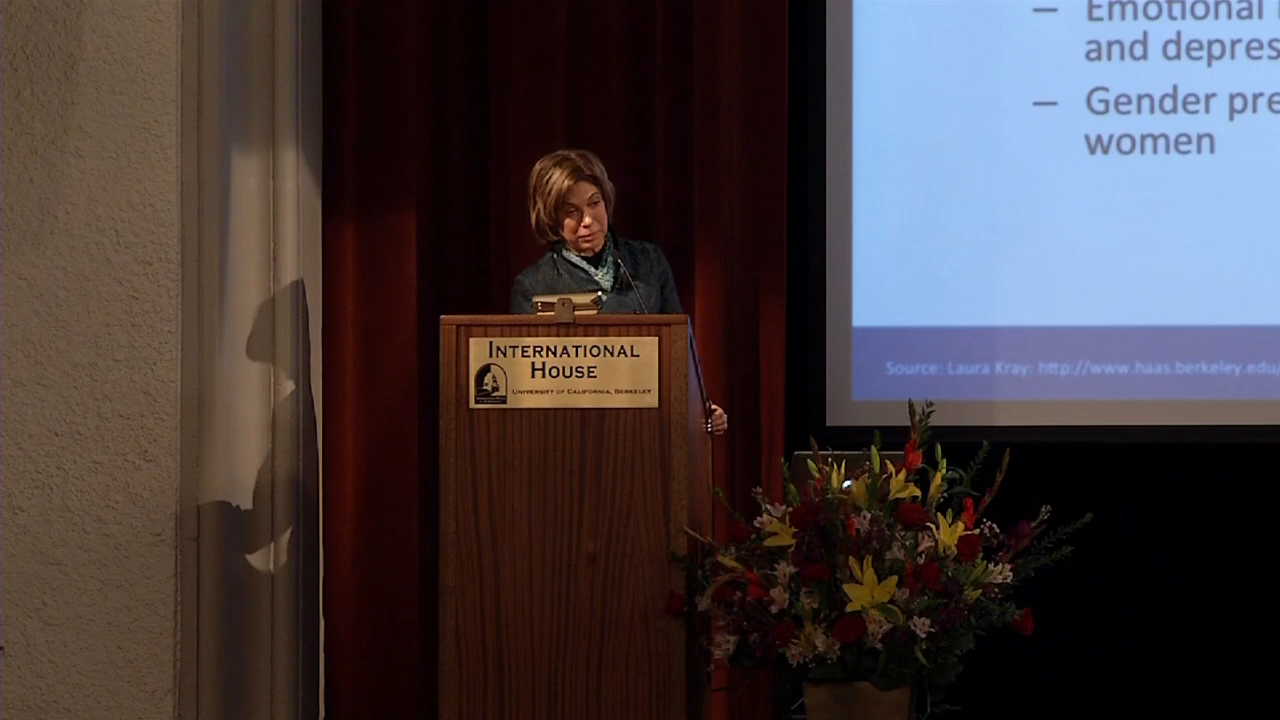 – Emotional
and depres
– Gender pre
women
Source: Laura Kray: http://www.haas.berkeley.edu/
INTERNATIONAL
HOUSE
UNIVERSITY OF CALIFORNIA, BERKELEY